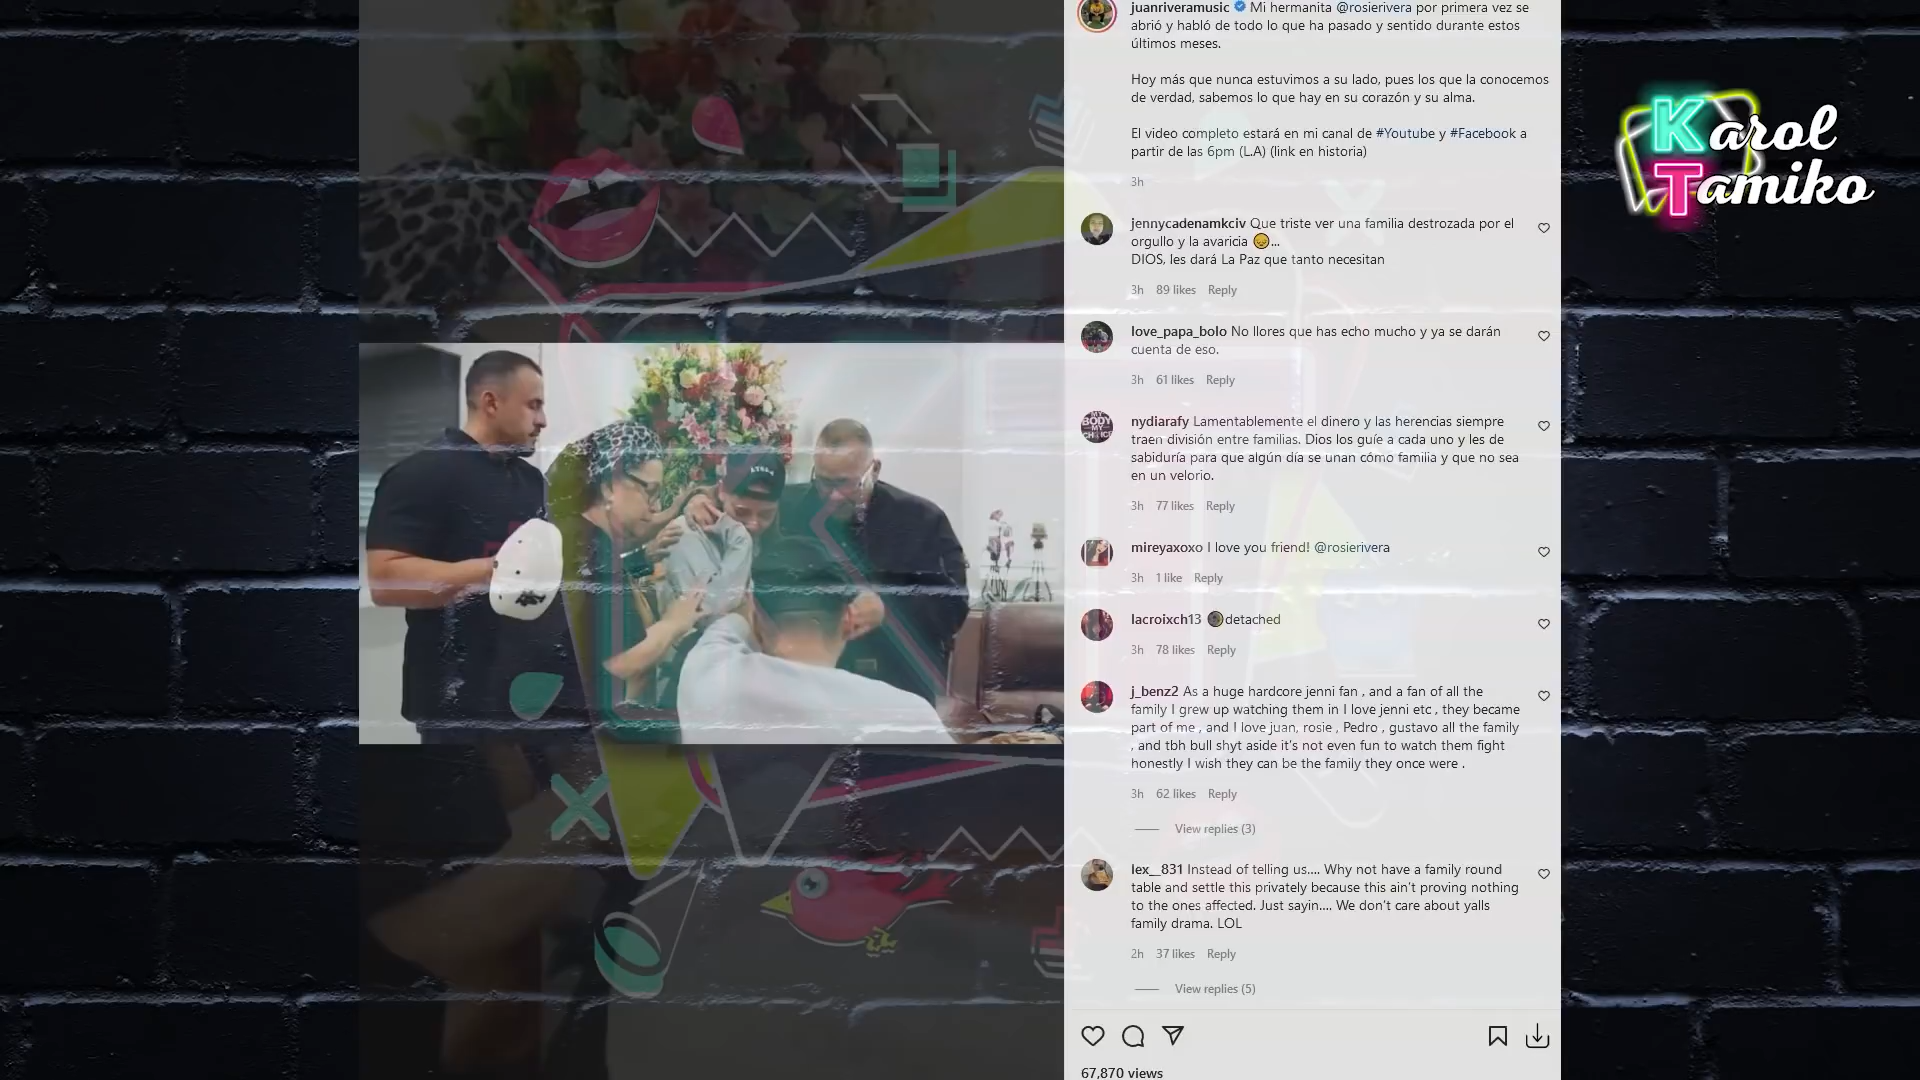 juanriveramusic Mi hermanita @rosierivera por primera vez se
abrió y habló de todo lo que ha pasado y sentido durante estos
últimos meses.
Hoy más que nunca estuvimos a su lado, pues los que la conocemos
de verdad, sabemos lo que hay en su corazón y su alma.
El video completo estará en mi canal de #Youtube y #Facebook a
partir de las 6pm (L.A) (link en historia)
3h
jennycadenamkciv Que triste ver una familia destrozada por el
orgullo y la avaricia 😔...
DIOS, les dará La Paz que tanto necesitan
3h 89 likes Reply
love_papa_bolo No llores que has echo mucho y ya se darán
cuenta de eso.
3h 61 likes Reply
MY
BODY
MY
CHOICE
nydiarafy Lamentablemente el dinero y las herencias siempre
traen división entre familias. Dios los guíe a cada uno y les de
sabiduría para que algún día se unan cómo familia y que no sea
en un velorio.
3h 77 likes Reply
mireyaxoxo I love you friend! @rosierivera
3h 1 like Reply
lacroixch13 detached
3h 78 likes Reply
j_benz2 As a huge hardcore jenni fan , and a fan of all the
family I grew up watching them in I love jenni etc , they became
part of me , and I love juan, rosie , Pedro , gustavo all the family
, and tbh bull shyt aside it's not even fun to watch them fight
honestly I wish they can be the family they once were .
3h 62 likes Reply
View replies (3)
lex__831 Instead of telling us.... Why not have a family round
table and settle this privately because this ain't proving nothing
to the ones affected. Just sayin.... We don't care about yalls
family drama. LOL
2h 37 likes Reply
View replies (5)
67,870 views
Karol
Tamiko